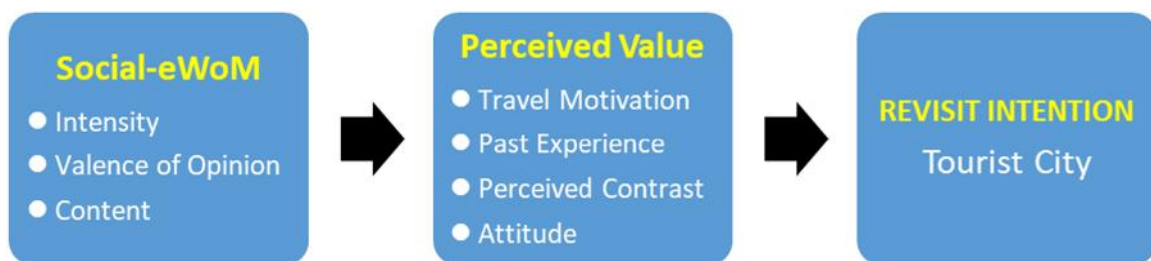 Social-eWoM
Intensity
Valence of Opinion
Content
Perceived Value
Travel Motivation
Past Experience
Perceived Contrast
Attitude
REVISIT INTENTION
Tourist City